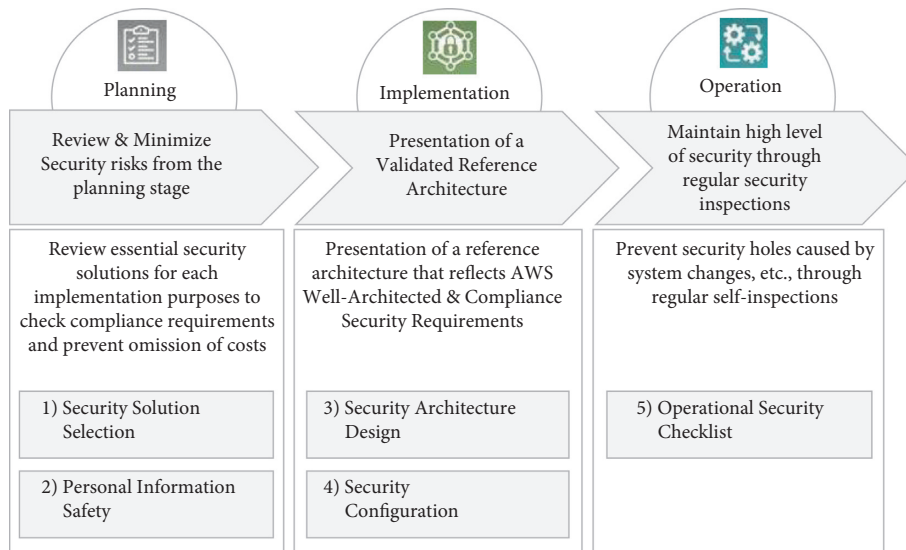 Planning
Review & Minimize
Security risks from the
planning stage
Review essential security
solutions for each
implementation purposes to
check compliance requirements
and prevent omission of costs
1) Security Solution
Selection
2) Personal Information
Safety
Implementation
Presentation of a
Validated Reference
Architecture
Presentation of a reference
architecture that reflects AWS
Well-Architected & Compliance
Security Requirements
3) Security Architecture
Design
4) Security
Configuration
Operation
Maintain high level
of security through
regular security
inspections
Prevent security holes caused by
system changes, etc., through
regular self-inspections
5) Operational Security
Checklist